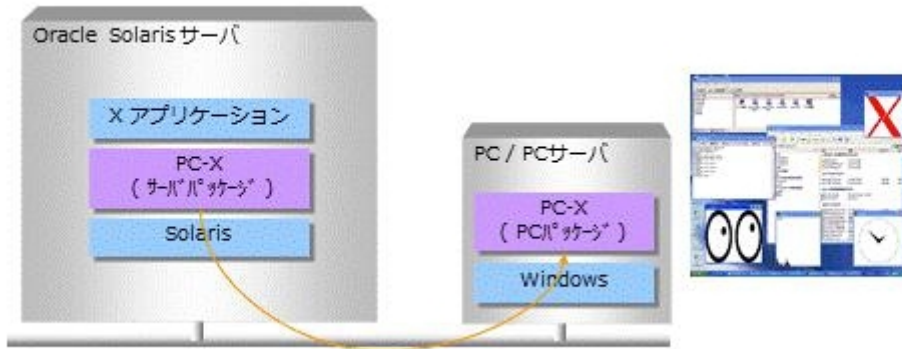 Oracle Solarisサーバ
X アプリケーション
PC-X
( ｻｰﾊﾞﾊﾟｯｹｰｼﾞ )
Solaris
PC / PCサーバ
PC-X
( PCﾊﾟｯｹｰｼﾞ )
Windows
X